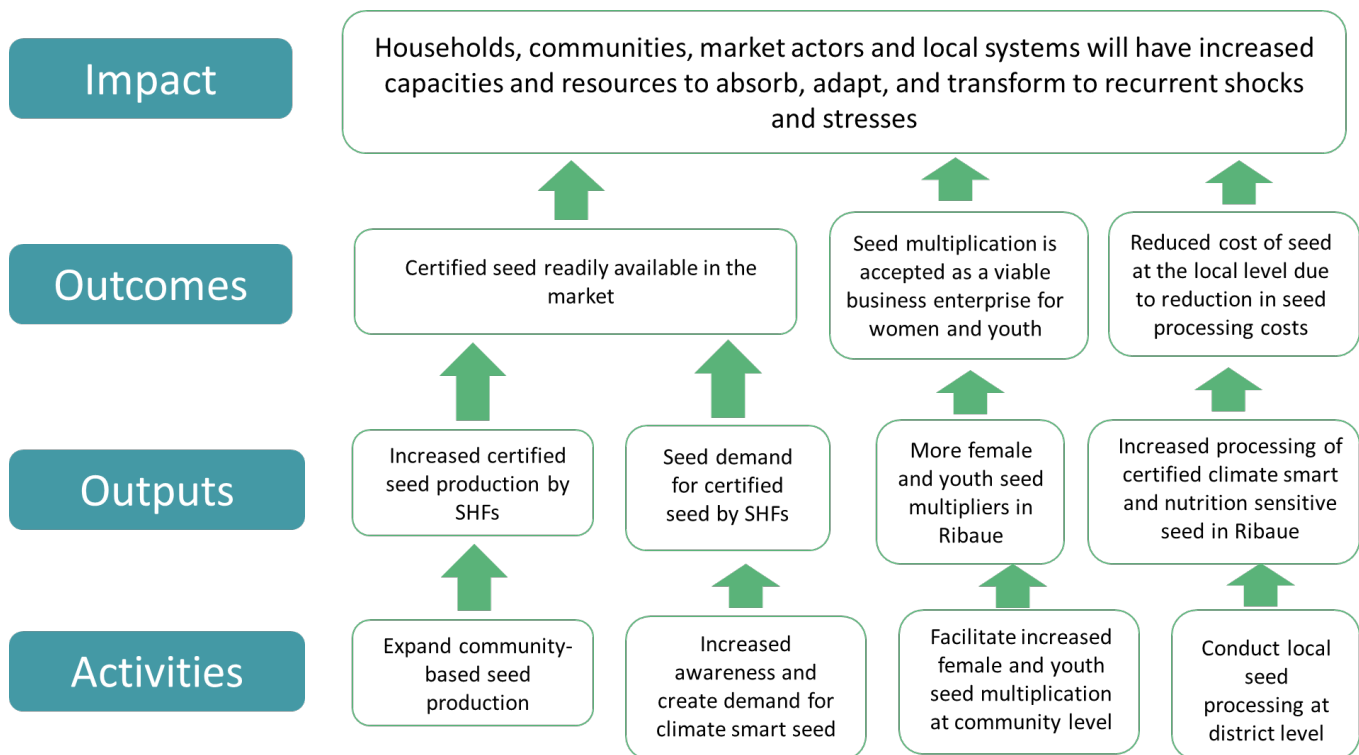 Impact
Households, communities, market actors and local systems will have increased
capacities and resources to absorb, adapt, and transform to recurrent shocks
and stresses
Outcomes
Certified seed readily available in the
market
Seed multiplication is
accepted as a viable
business enterprise for
women and youth
Reduced cost of seed
at the local level due
to reduction in seed
processing costs
Outputs
Increased certified
seed production by
SHFs
Seed demand
for certified
seed by SHFs
More female
and youth seed
multipliers in
Ribaue
Increased processing of
certified climate smart
and nutrition sensitive
seed in Ribaue
Activities
Expand community-
based seed
production
Increased
awareness and
create demand for
climate smart seed
Facilitate increased
female and youth
seed multiplication
at community level
Conduct local
seed
processing at
district level